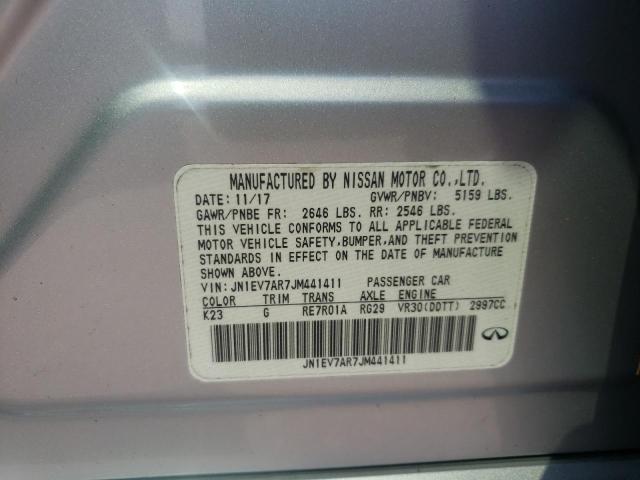 MANUFACTURED BY NISSAN MOTOR CO.,LTD.
DATE: 11/17 GVWR/PNBV: 5159 LBS.
GAWR/PNBE FR: 2646 LBS. RR: 2546 LBS.
THIS VEHICLE CONFORMS TO ALL APPLICABLE FEDERAL
MOTOR VEHICLE SAFETY,BUMPER,AND THEFT PREVENTION
STANDARDS IN EFFECT ON THE DATE OF MANUFACTURE
SHOWN ABOVE.
VIN: JN1EV7AR7JM441411 PASSENGER CAR
COLOR TRIM TRANS AXLE ENGINE
K23 G RE7R01A RG29 VR30(DDTT) 2997CC
JN1EV7AR7JM441411